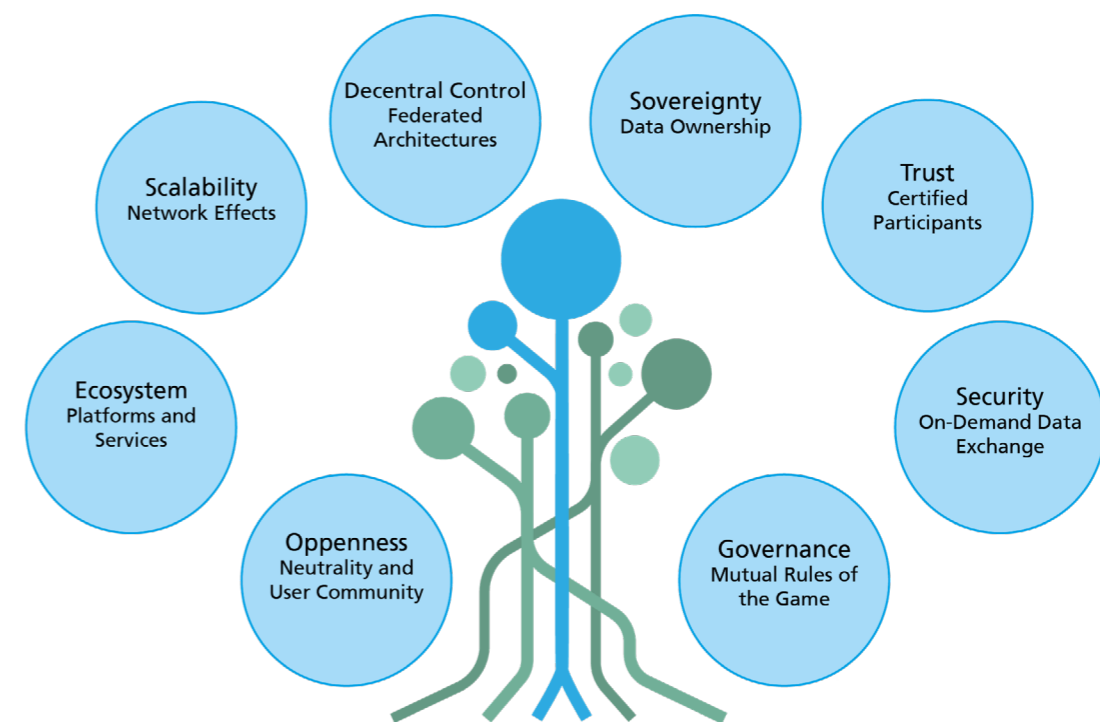 Decentral Control
Federated
Architectures
Sovereignty
Data Ownership
Scalability
Network Effects
Trust
Certified
Participants
Ecosystem
Platforms and
Services
Security
On-Demand Data
Exchange
Oppenness
Neutrality and
User Community
Governance
Mutual Rules of
the Game